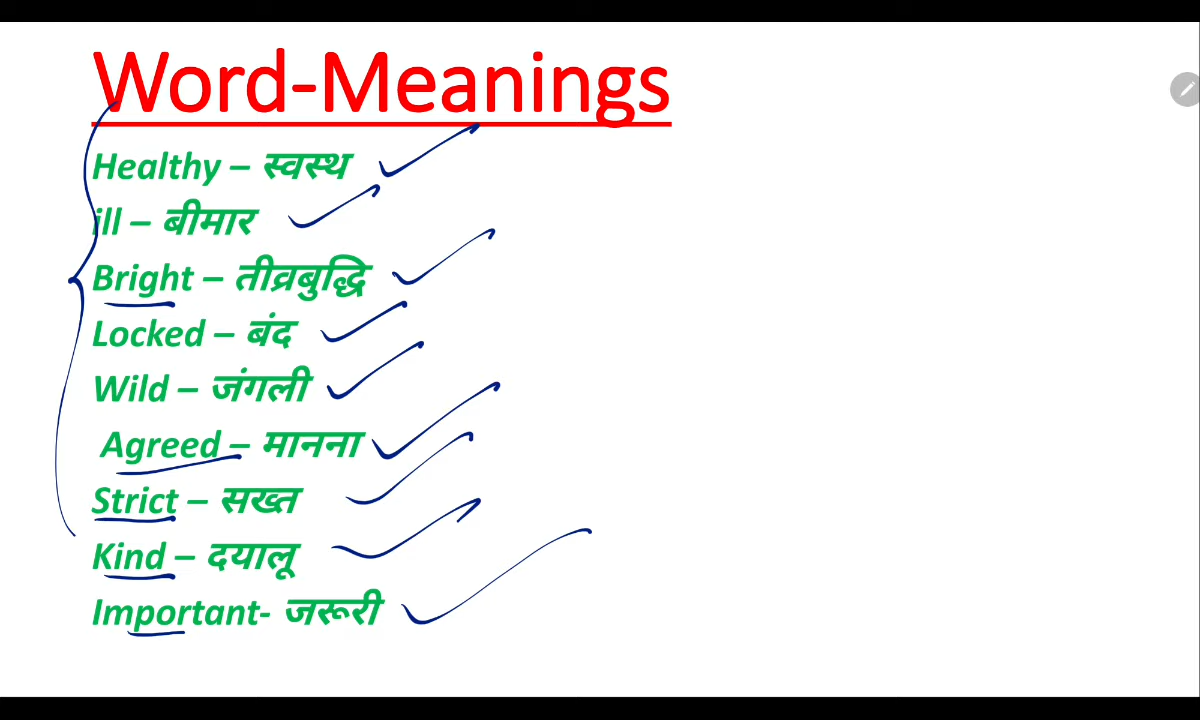 Word-Meanings
Healthy – स्वस्थ
ill – बीमार
Bright – तीव्रबुद्धि
Locked – बंद
Wild – जंगली
Agreed – मानना
Strict – सख्त
Kind – दयालू
Important- जरूरी